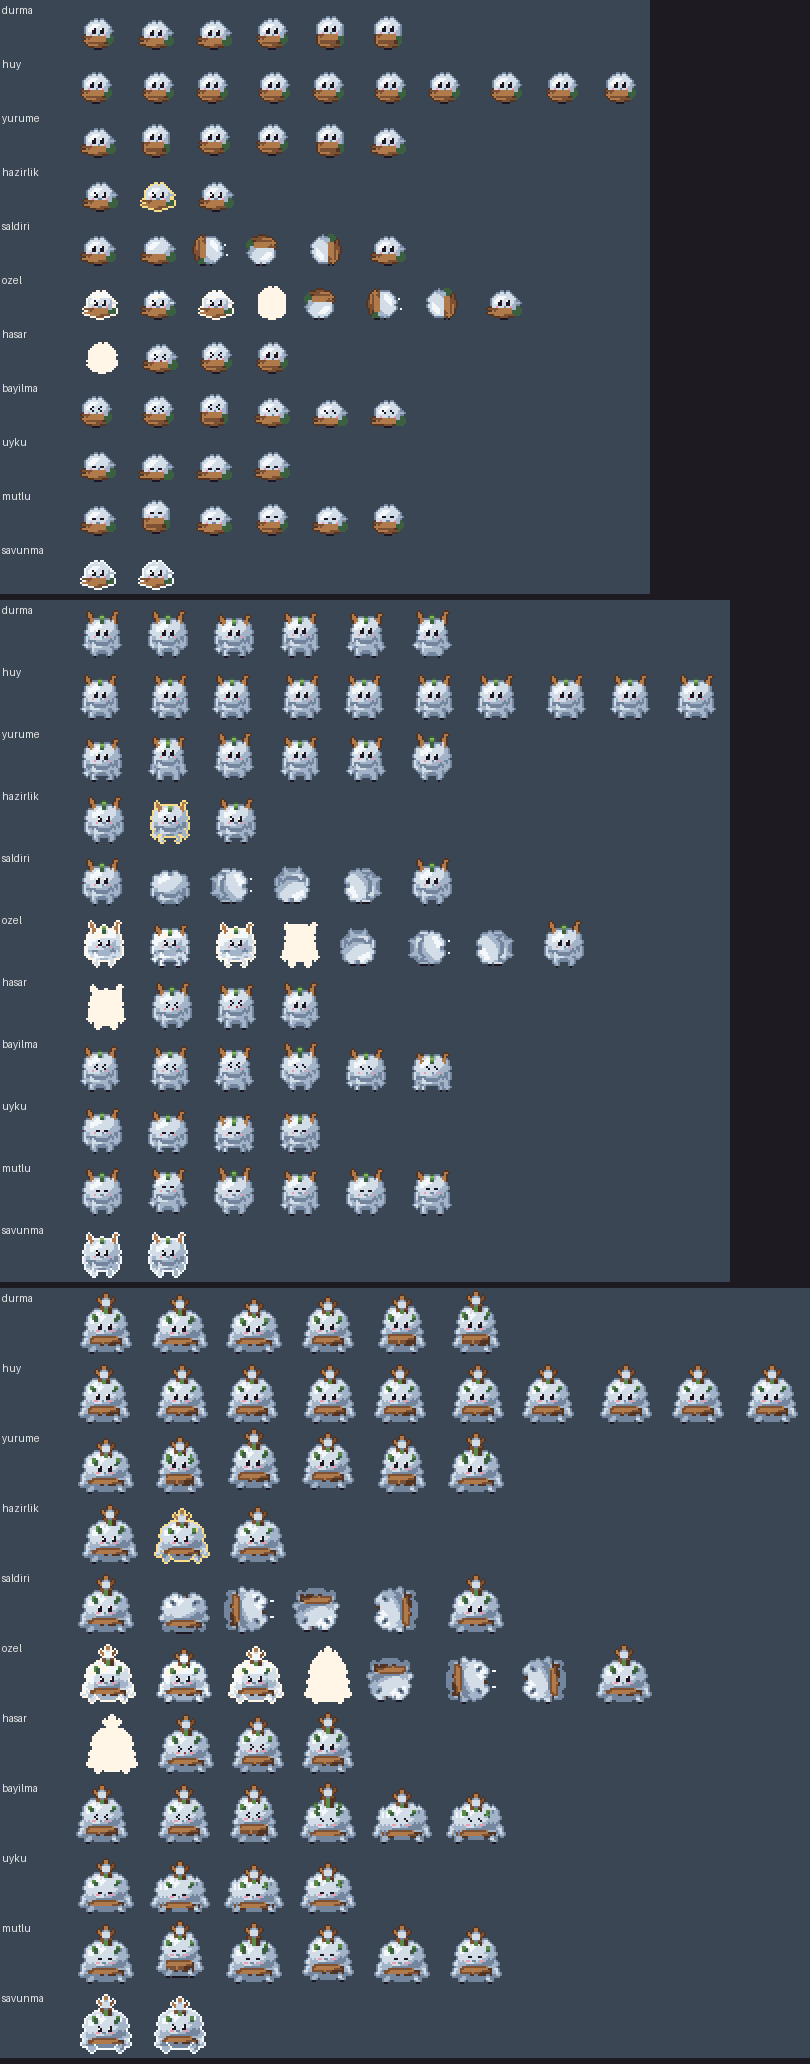 durma
huy
yurume
hazirlik
saldiri
ozel
hasar
bayilma
uyku
mutlu
savunma
durma
huy
yurume
hazirlik
saldiri
ozel
hasar
bayilma
uyku
mutlu
savunma
durma
huy
yurume
hazirlik
saldiri
ozel
hasar
bayilma
uyku
mutlu
savunma